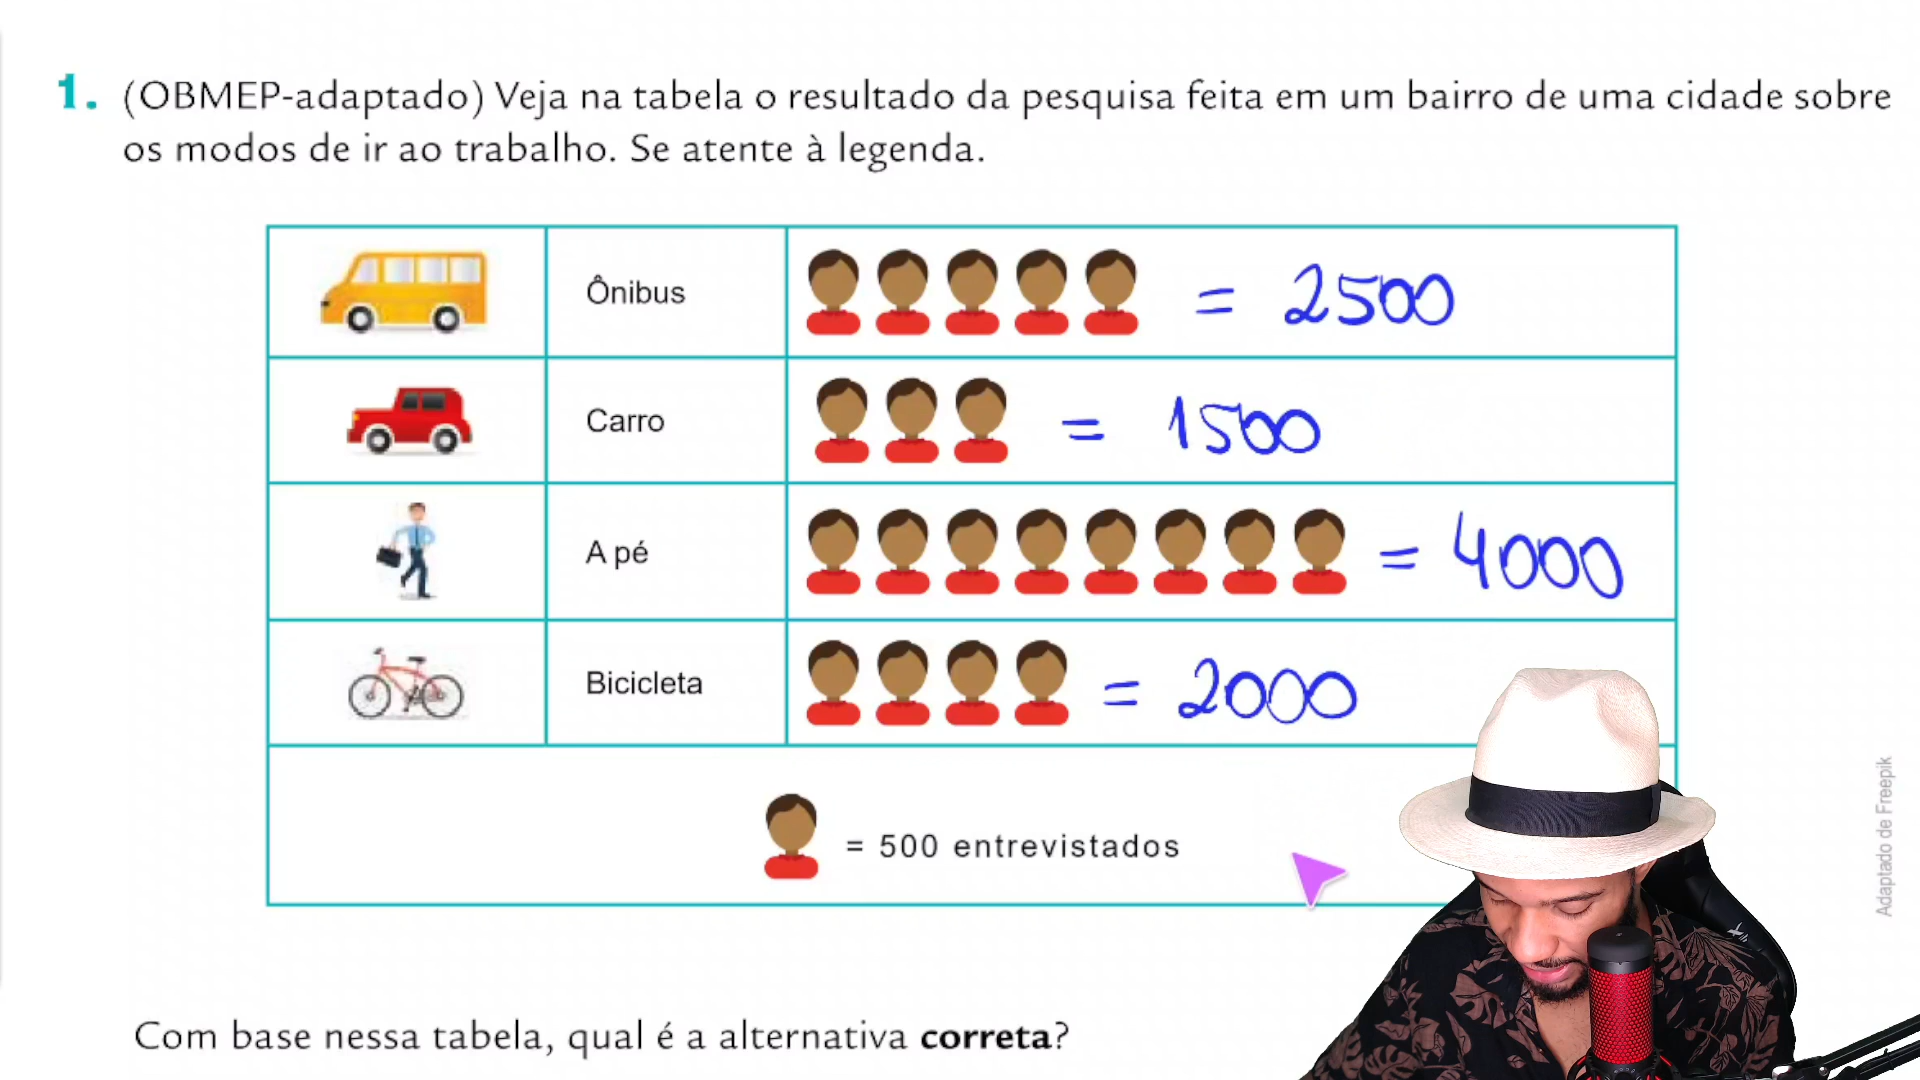 1. (OBMEP-adaptado) Veja na tabela o resultado da pesquisa feita em um bairro de uma cidade sobre
os modos de ir ao trabalho. Se atente à legenda.
Ônibus = 2500
Carro = 1500
A pé = 4000
Bicicleta = 2000
= 500 entrevistados
Adaptado de Freepik
Com base nessa tabela, qual é a alternativa correta?